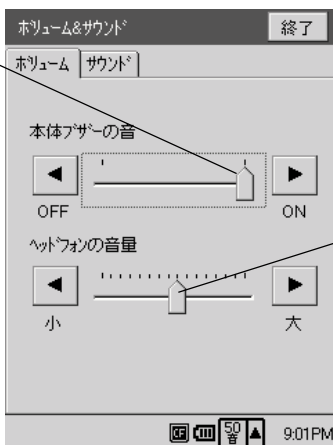 ボリューム&サウンド 終了
ボリューム サウンド
本体ブザーの音
OFF ON
ヘッドフォンの音量
小 大
CF 50音 9:01PM